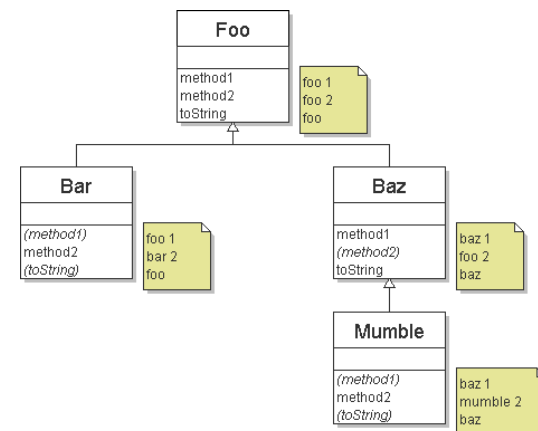 Foo
method1
method2
toString
foo 1
foo 2
foo
Bar
(method1)
method2
(toString)
foo 1
bar 2
foo
Baz
method1
(method2)
toString
baz 1
foo 2
baz
Mumble
(method1)
method2
(toString)
baz 1
mumble 2
baz